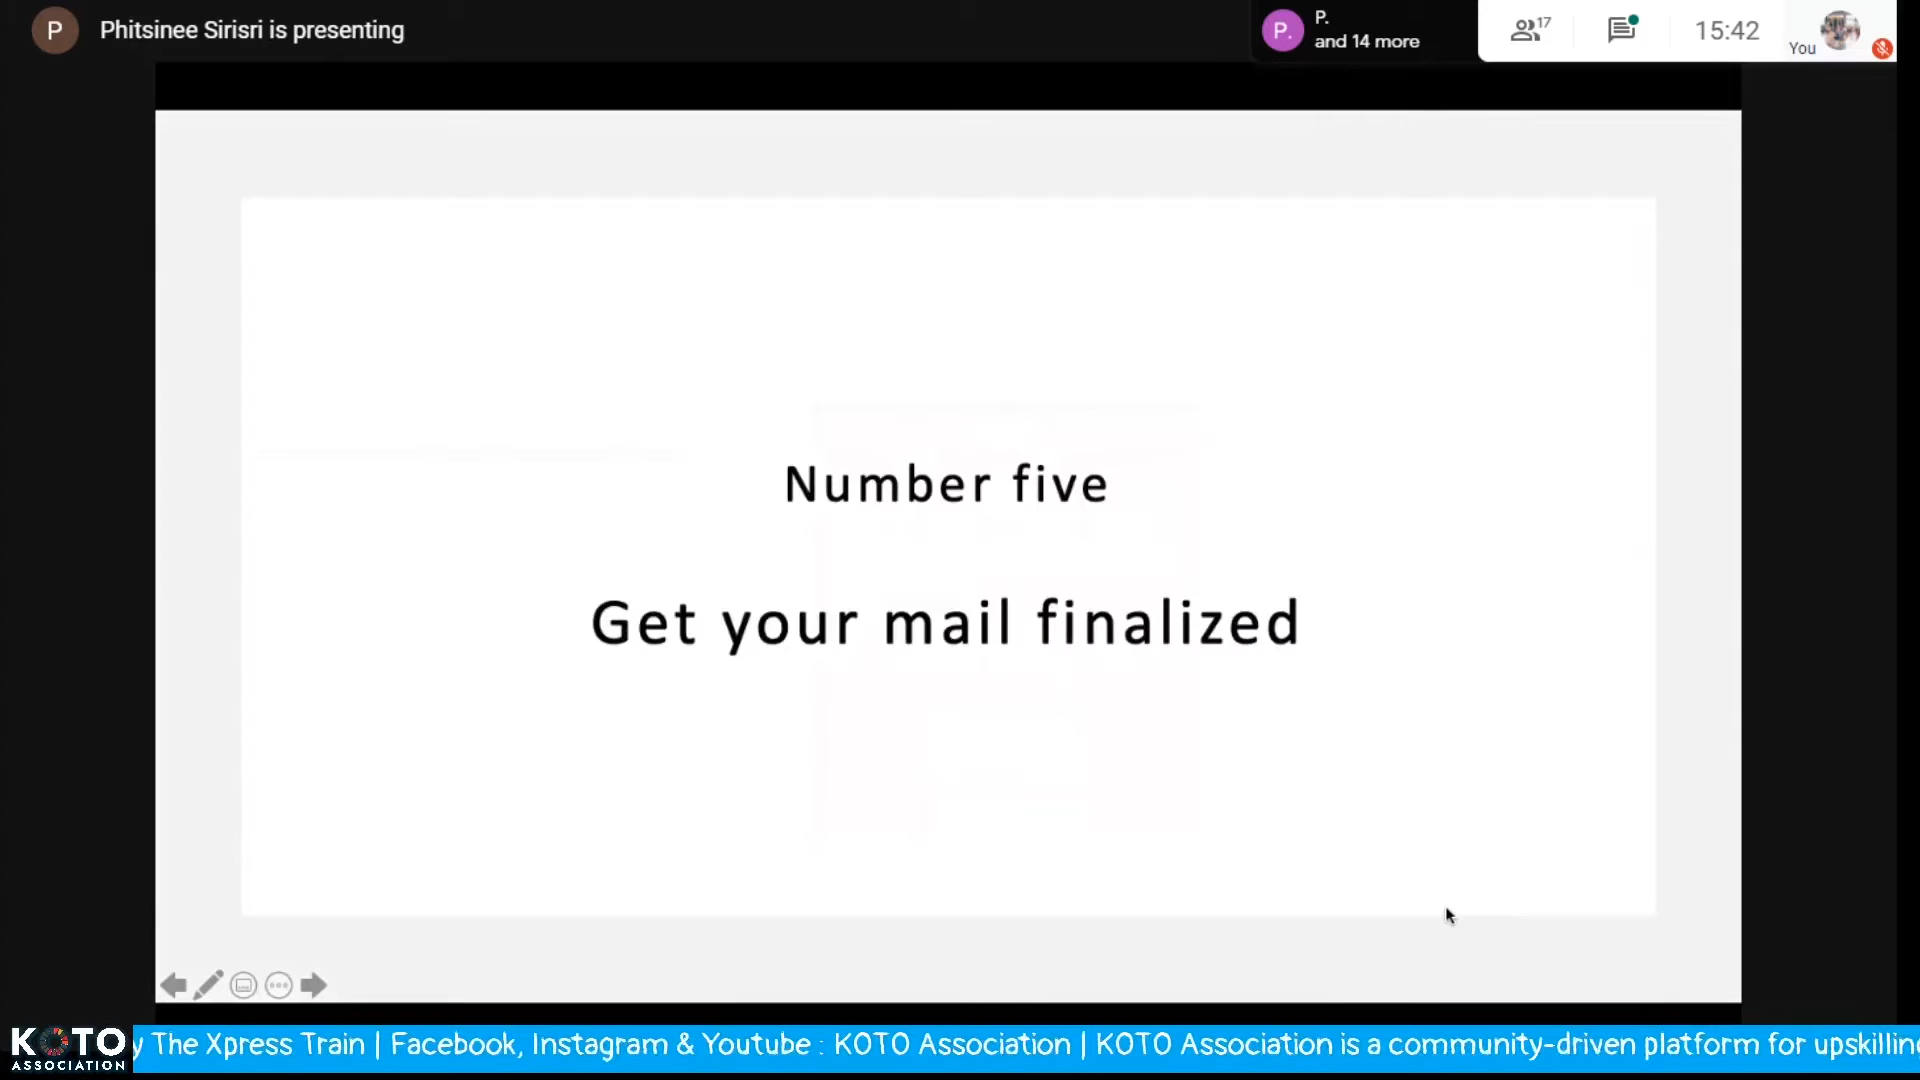 P
Phitsinee Sirisri is presenting
P.
P.
and 14 more
17
15:42
You
Number five
Get your mail finalized
KOTO
ASSOCIATION
y The Xpress Train | Facebook, Instagram & Youtube : KOTO Association | KOTO Association is a community-driven platform for upskilling